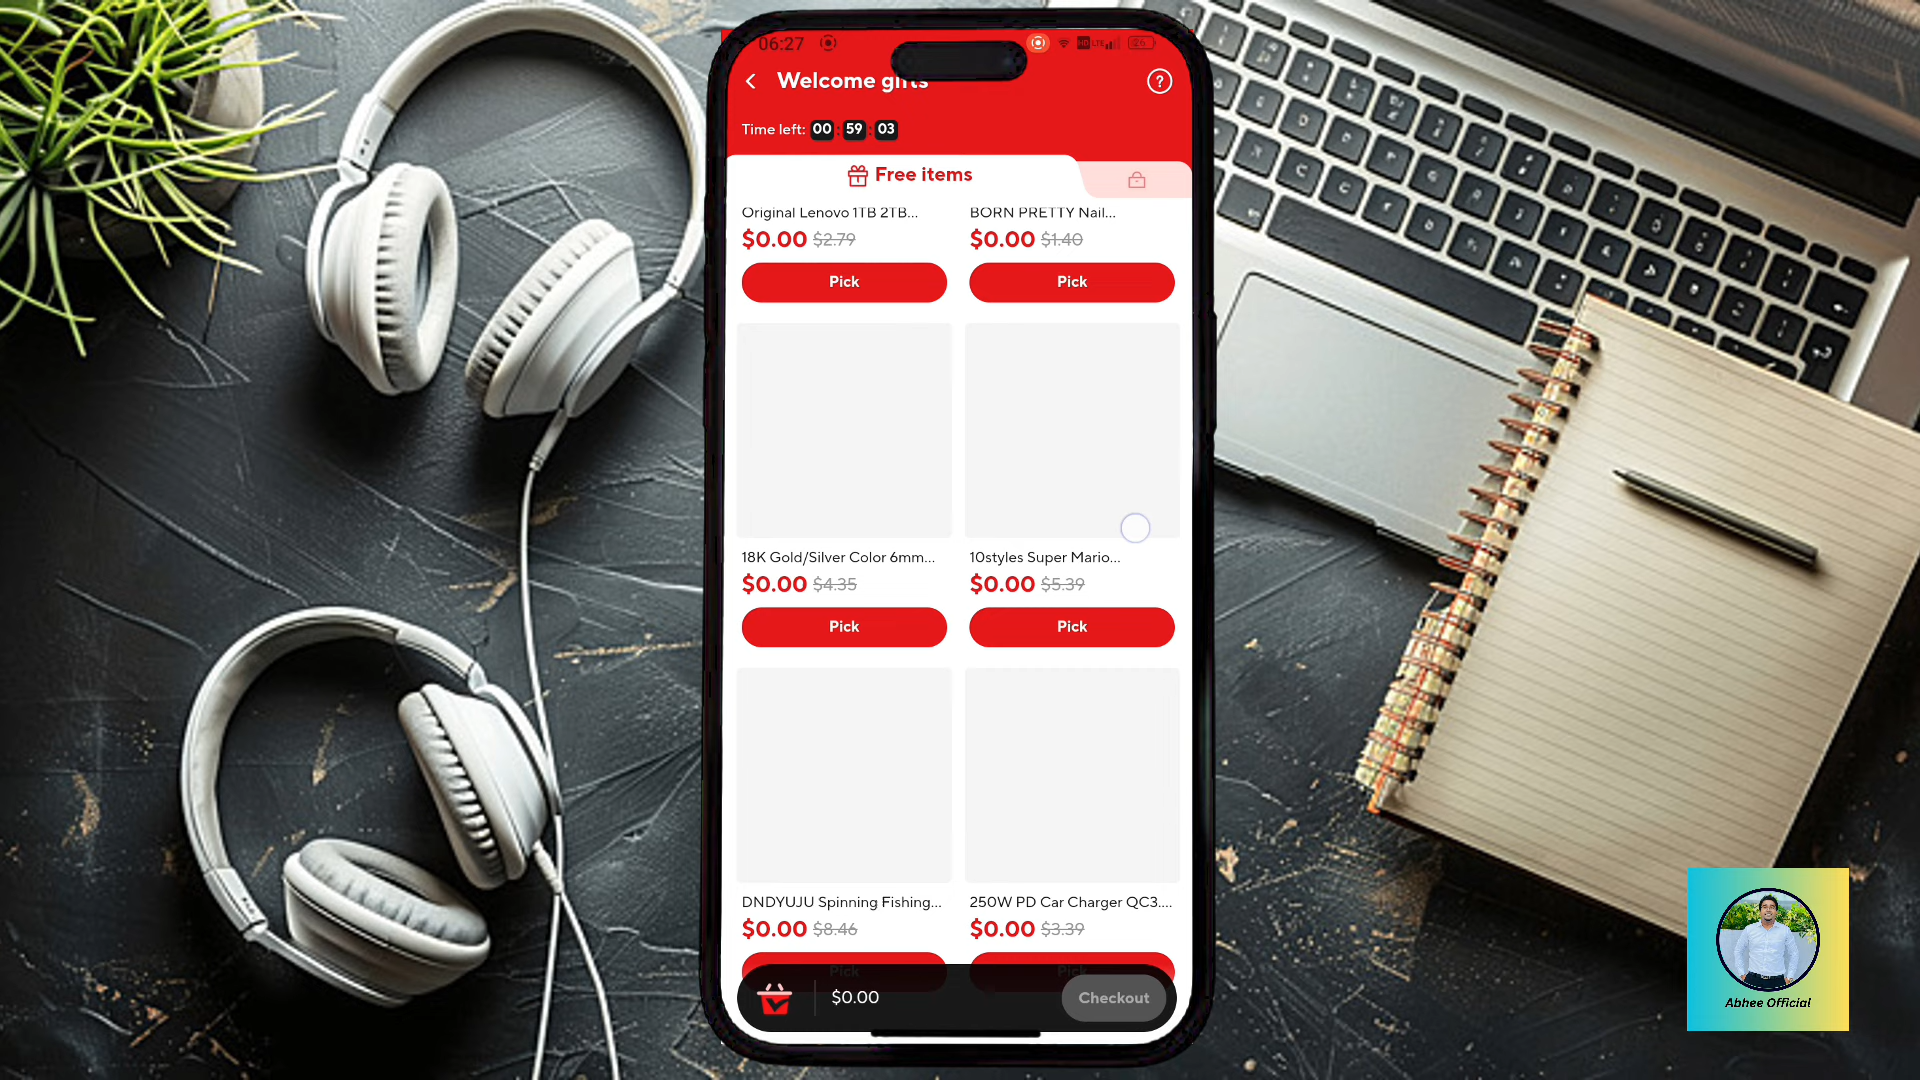 06:27
Welcome gifts
?
Time left: 00 : 59 : 03
Free items
Original Lenovo 1TB 2TB...
BORN PRETTY Nail...
$0.00 $2.79
$0.00 $1.40
Pick
Pick
18K Gold/Silver Color 6mm...
10styles Super Mario...
$0.00 $4.35
$0.00 $5.39
Pick
Pick
DNDYUJU Spinning Fishing...
250W PD Car Charger QC3....
$0.00 $8.46
$0.00 $3.39
Pick
Pick
$0.00
Checkout
Abhee Official